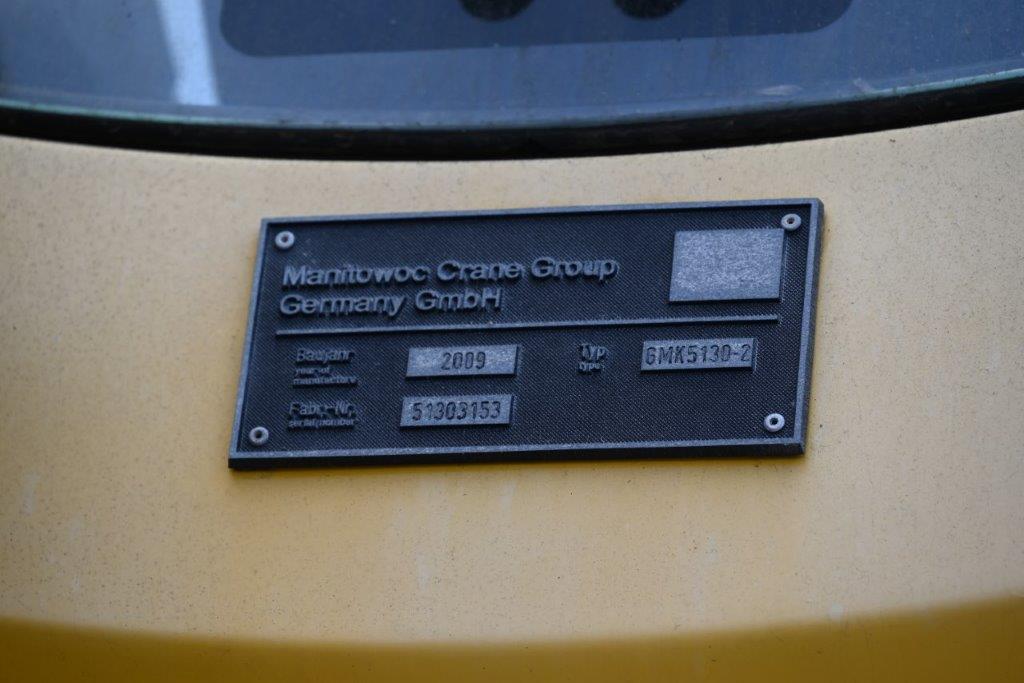 Manitowoc Crane Group
Germany GmbH
Baujahr 2009 Typ GMK5130-2
year of type
manufacture
Fabr.-Nr. 51303153
serial number